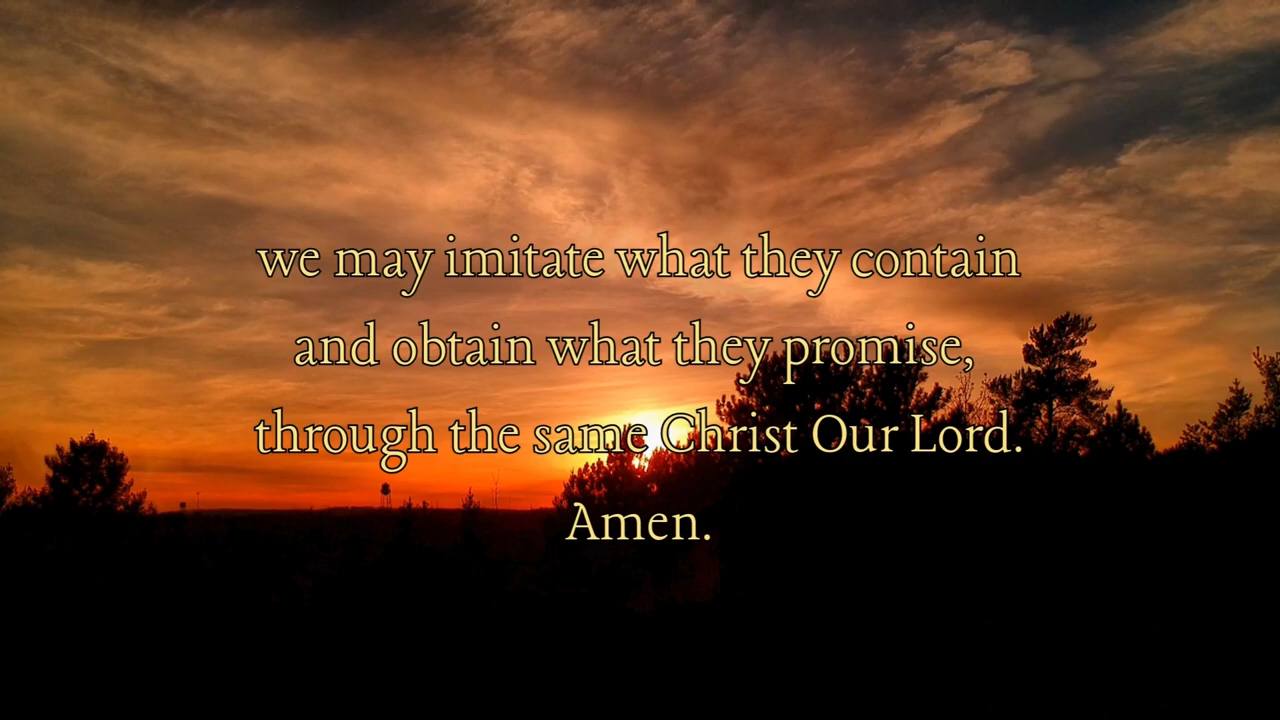 we may imitate what they contain
and obtain what they promise,
through the same Christ Our Lord.
Amen.